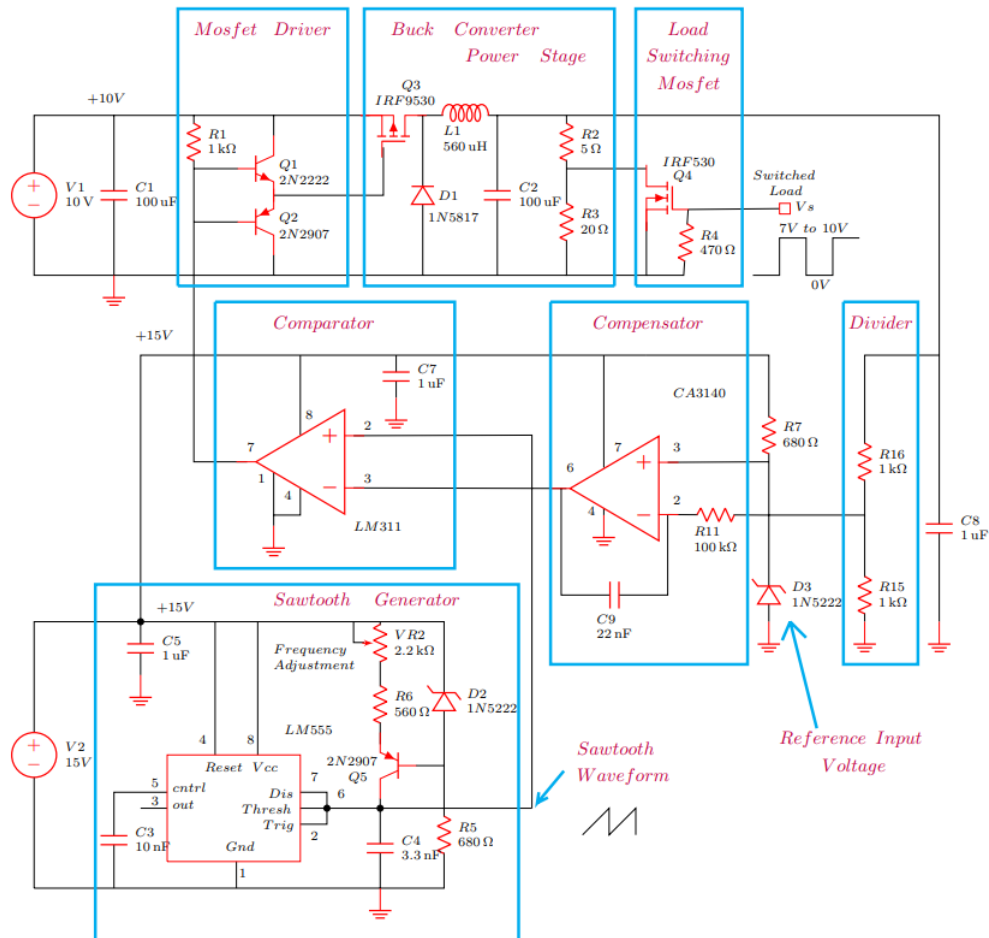 Mosfet Driver
Buck Converter
Power Stage
Load
Switching
Mosfet
+10V
Q3
IRF9530
R1
1 kΩ
Q1
2N2222
L1
560 uH
R2
5 Ω
IRF530
Q4
Switched
Load
Vs
V1
10 V
C1
100 uF
Q2
2N2907
D1
1N5817
C2
100 uF
R3
20 Ω
R4
470 Ω
7V to 10V
0V
Comparator
Compensator
Divider
+15V
C7
1 uF
CA3140
8
7
2
R7
680 Ω
7
3
R16
1 kΩ
6
1
4
3
4
2
LM311
R11
100 kΩ
C8
1 uF
D3
1N5222
R15
1 kΩ
C9
22 nF
Sawtooth Generator
+15V
C5
1 uF
Frequency
Adjustment
VR2
2.2 kΩ
R6
560 Ω
D2
1N5222
LM555
4
8
2N2907
Q5
Sawtooth
Waveform
Reference Input
Voltage
V2
15V
Reset Vcc
5
cntrl
7
Dis
6
3
out
Thresh
Trig
2
C3
10 nF
Gnd
1
C4
3.3 nF
R5
680 Ω